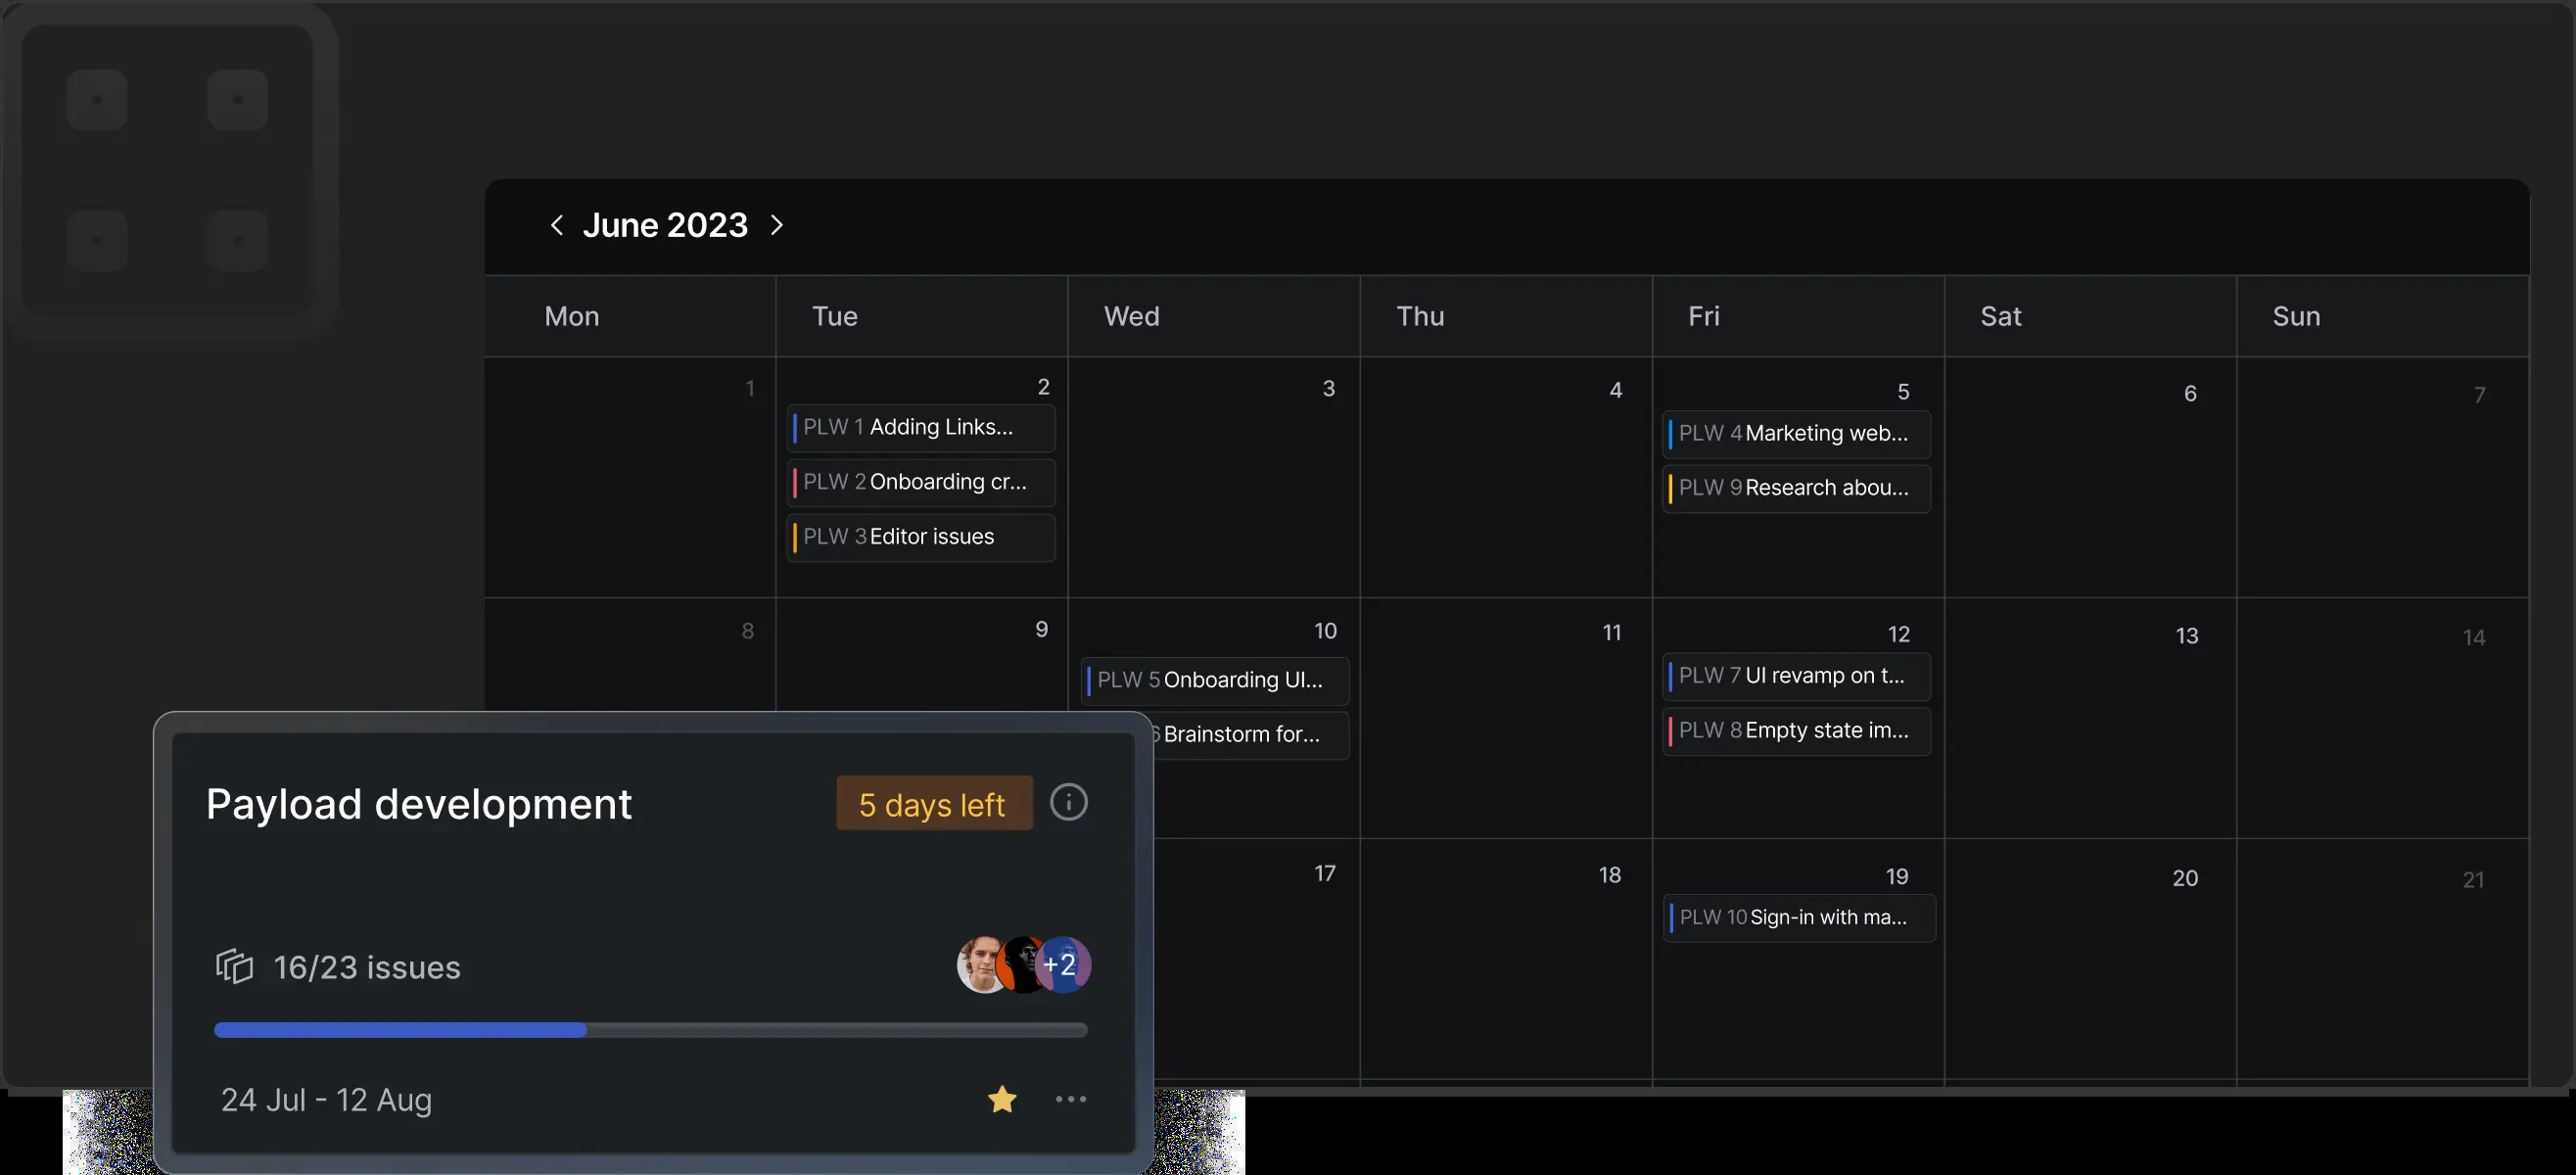 June 2023
Mon Tue Wed Thu Fri Sat Sun
1 2 3 4 5 6 7
PLW 1 Adding Links...
PLW 2 Onboarding cr...
PLW 3 Editor issues
PLW 4 Marketing web...
PLW 9 Research abou...
8 9 10 11 12 13 14
PLW 5 Onboarding UI...
6 Brainstorm for...
PLW 7 UI revamp on t...
PLW 8 Empty state im...
17 18 19 20 21
PLW 10 Sign-in with ma...
Payload development
5 days left
16/23 issues
+2
24 Jul - 12 Aug